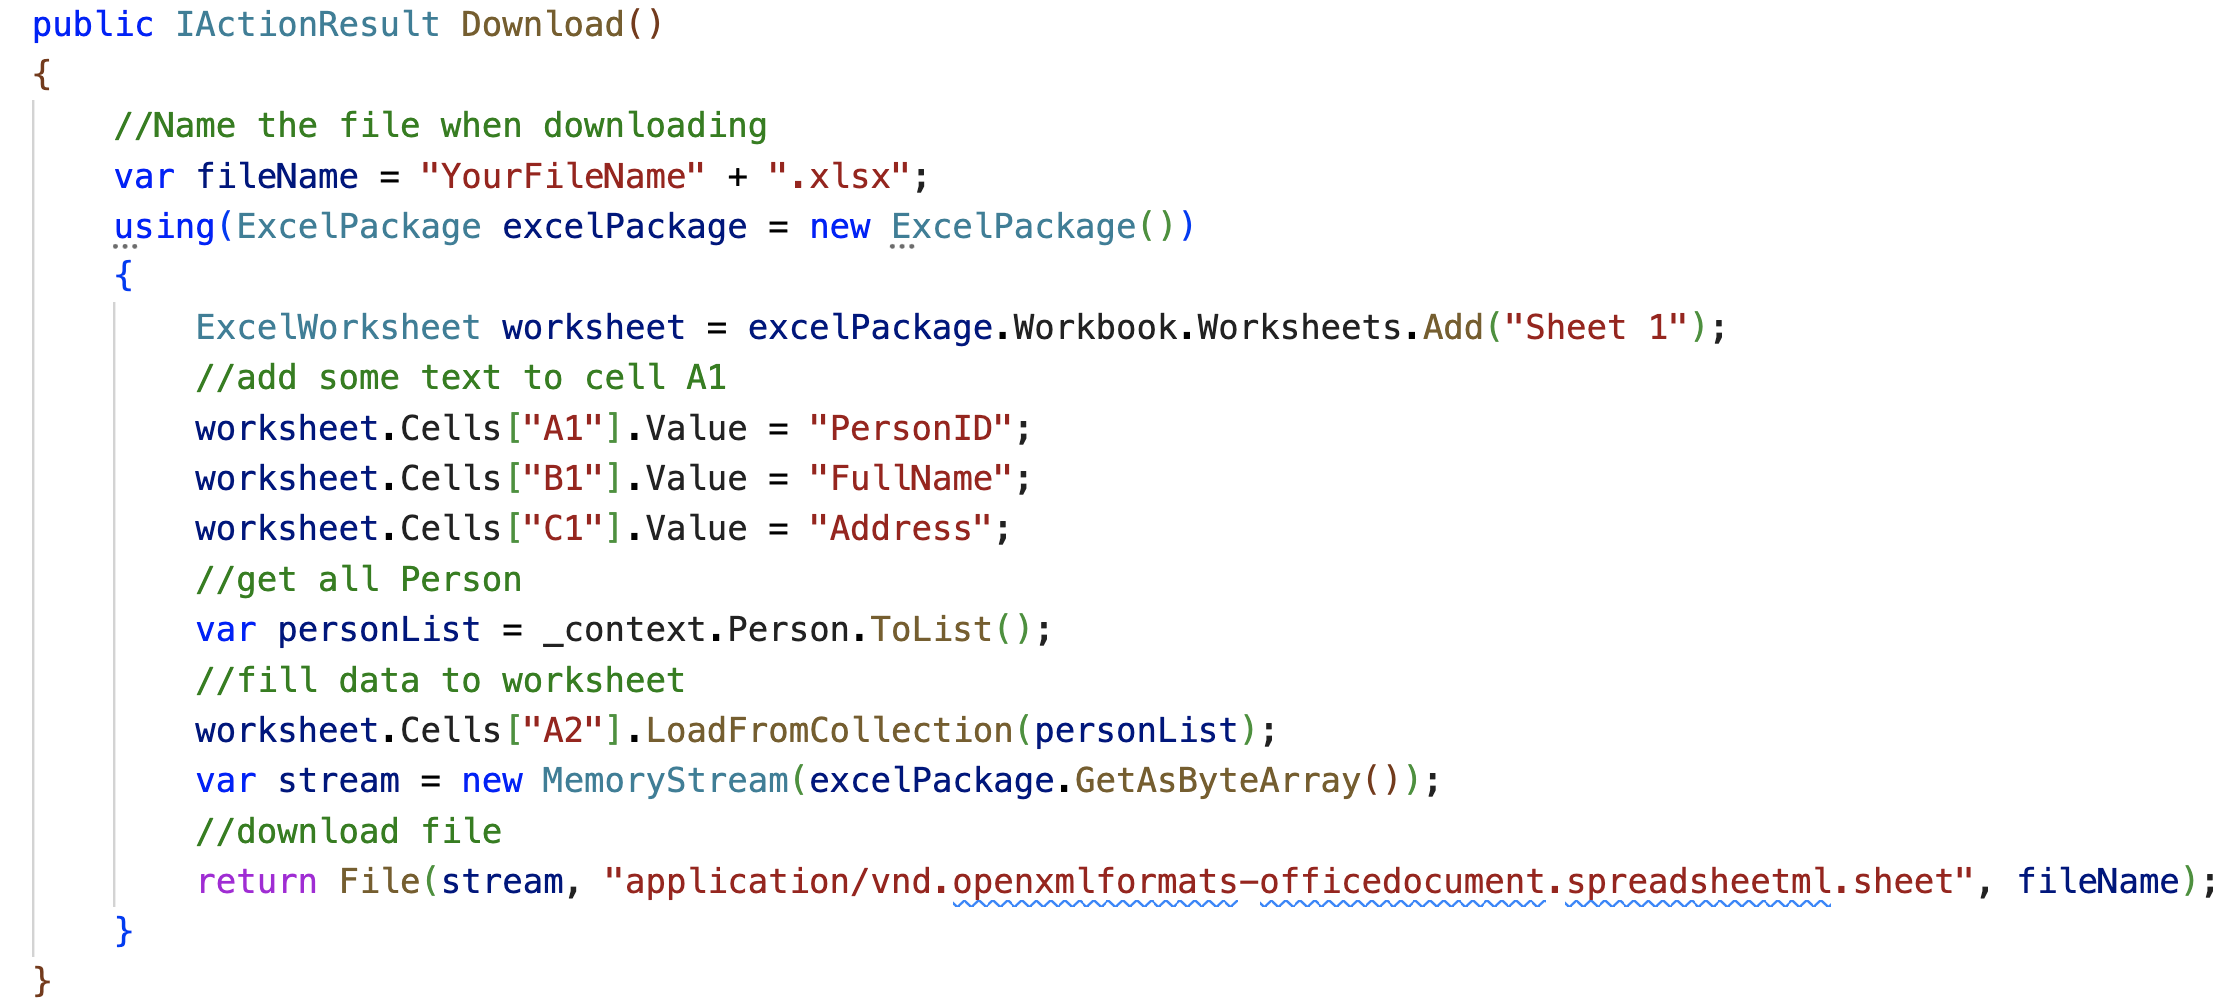 public IActionResult Download()
{
    //Name the file when downloading
    var fileName = "YourFileName" + ".xlsx";
    using(ExcelPackage excelPackage = new ExcelPackage())
    {
        ExcelWorksheet worksheet = excelPackage.Workbook.Worksheets.Add("Sheet 1");
        //add some text to cell A1
        worksheet.Cells["A1"].Value = "PersonID";
        worksheet.Cells["B1"].Value = "FullName";
        worksheet.Cells["C1"].Value = "Address";
        //get all Person
        var personList = _context.Person.ToList();
        //fill data to worksheet
        worksheet.Cells["A2"].LoadFromCollection(personList);
        var stream = new MemoryStream(excelPackage.GetAsByteArray());
        //download file
        return File(stream, "application/vnd.openxmlformats-officedocument.spreadsheetml.sheet", fileName);
    }
}